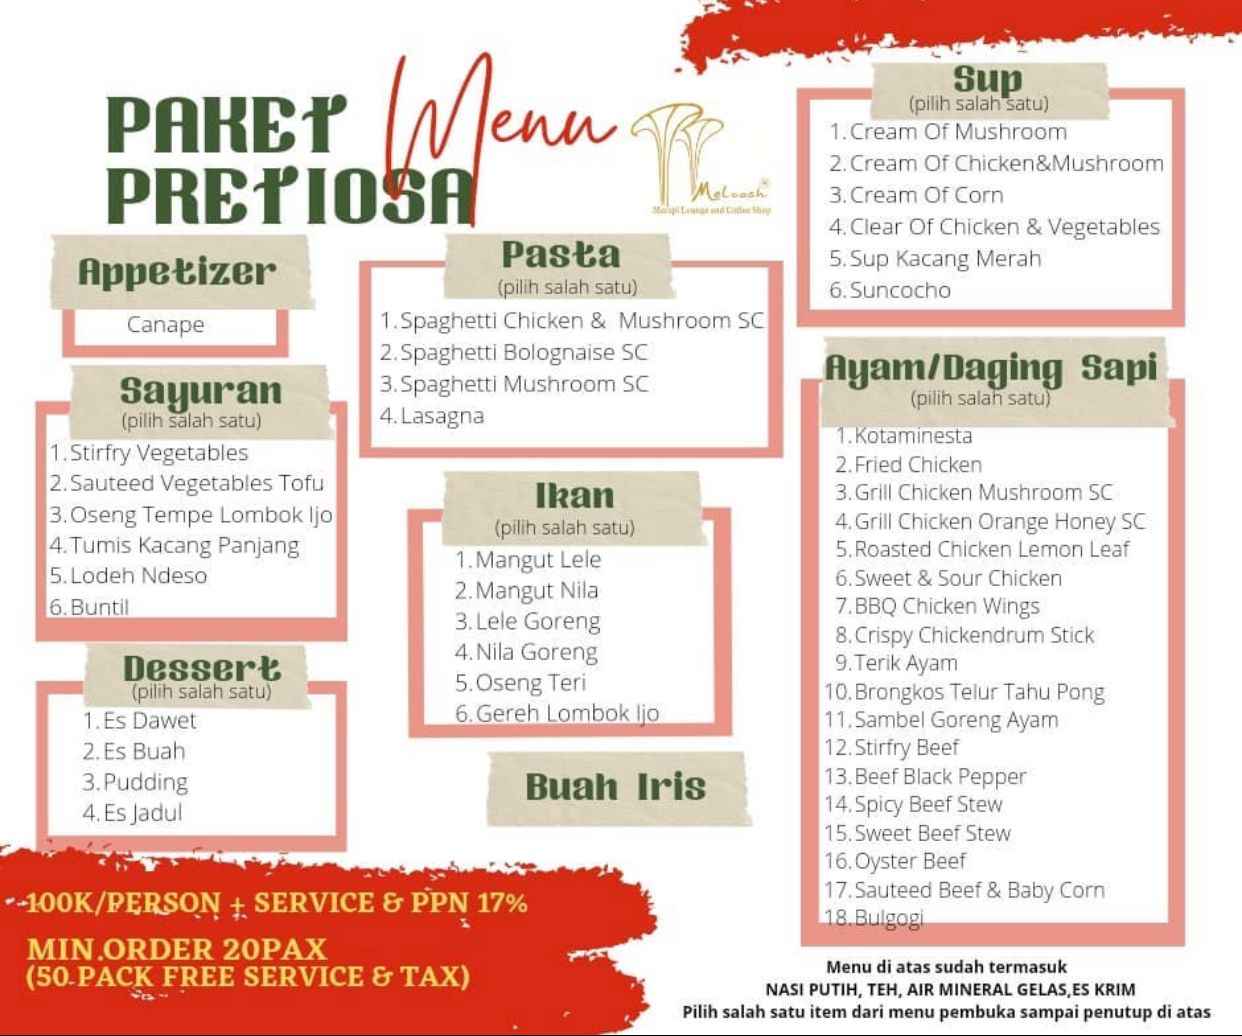 PAKET Menu
PRETIOSA
MeLoosh®
Merapi Lounge and Coffee Shop
Appetizer
Canape
Sayuran
(pilih salah satu)
1.Stirfry Vegetables
2.Sauteed Vegetables Tofu
3.Oseng Tempe Lombok Ijo
4.Tumis Kacang Panjang
5.Lodeh Ndeso
6.Buntil
Dessert
(pilih salah satu)
1.Es Dawet
2.Es Buah
3.Pudding
4.Es Jadul
Pasta
(pilih salah satu)
1.Spaghetti Chicken & Mushroom SC
2.Spaghetti Bolognaise SC
3.Spaghetti Mushroom SC
4.Lasagna
Ikan
(pilih salah satu)
1.Mangut Lele
2.Mangut Nila
3.Lele Goreng
4.Nila Goreng
5.Oseng Teri
6.Gereh Lombok Ijo
Buah Iris
Sup
(pilih salah satu)
1.Cream Of Mushroom
2.Cream Of Chicken&Mushroom
3.Cream Of Corn
4.Clear Of Chicken & Vegetables
5.Sup Kacang Merah
6.Suncocho
Ayam/Daging Sapi
(pilih salah satu)
1.Kotaminesta
2.Fried Chicken
3.Grill Chicken Mushroom SC
4.Grill Chicken Orange Honey SC
5.Roasted Chicken Lemon Leaf
6.Sweet & Sour Chicken
7.BBQ Chicken Wings
8.Crispy Chickendrum Stick
9.Terik Ayam
10.Brongkos Telur Tahu Pong
11.Sambel Goreng Ayam
12.Stirfry Beef
13.Beef Black Pepper
14.Spicy Beef Stew
15.Sweet Beef Stew
16.Oyster Beef
17.Sauteed Beef & Baby Corn
18.Bulgogi
100K/PERSON + SERVICE & PPN 17%
MIN.ORDER 20PAX
(50 PACK FREE SERVICE & TAX)
Menu di atas sudah termasuk
NASI PUTIH, TEH, AIR MINERAL GELAS,ES KRIM
Pilih salah satu item dari menu pembuka sampai penutup di atas